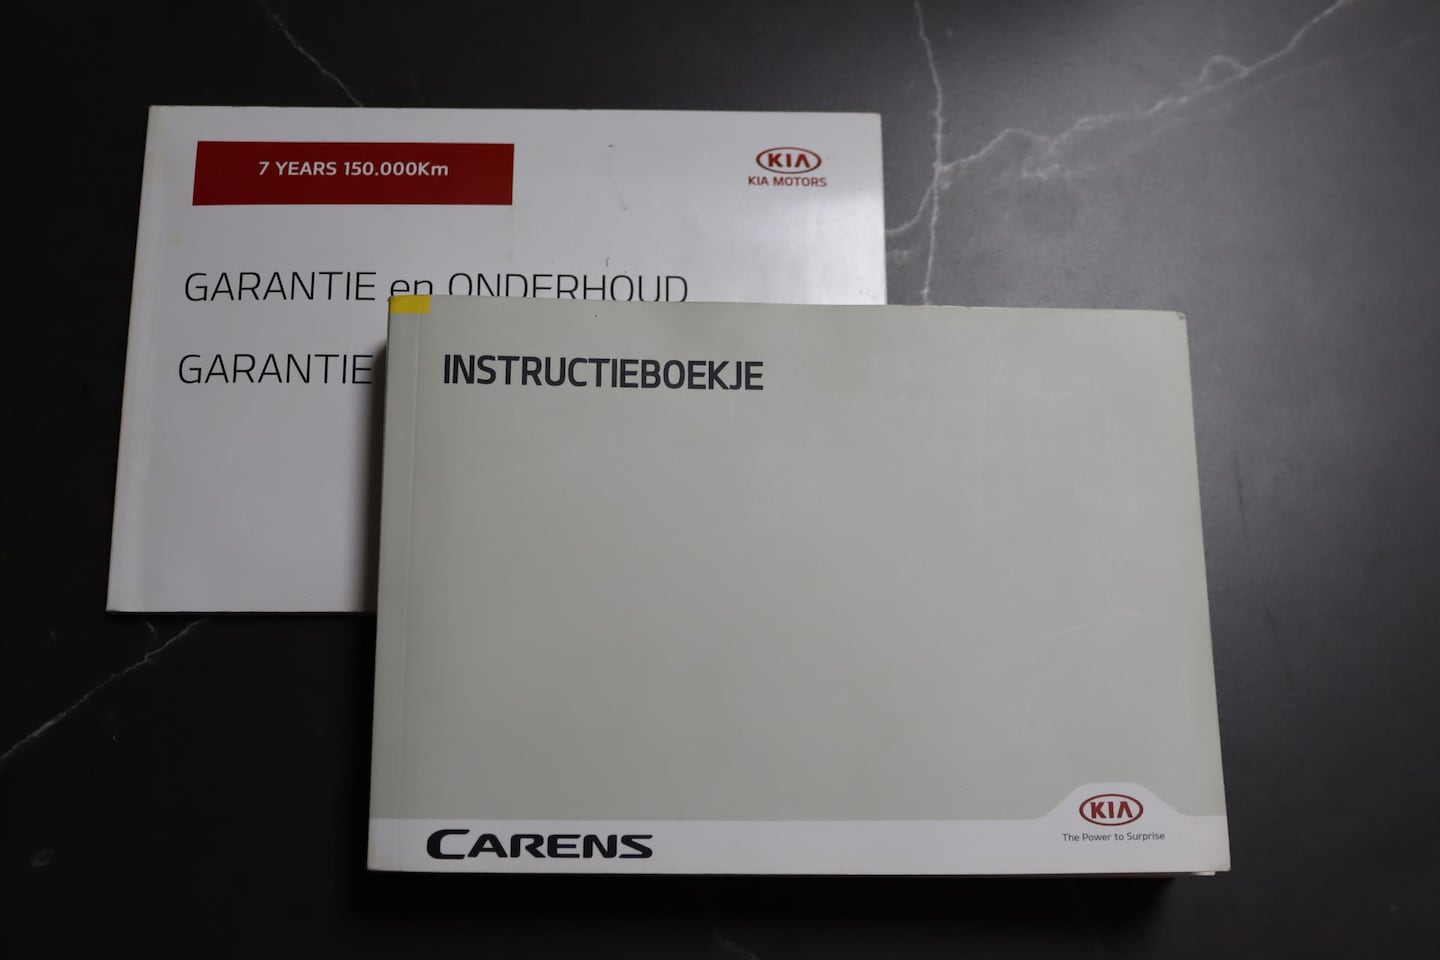 7 YEARS 150.000Km
KIA
KIA MOTORS
GARANTIE en ONDERHOUD
GARANTIE
INSTRUCTIEBOEKJE
CARENS
KIA
The Power to Surprise